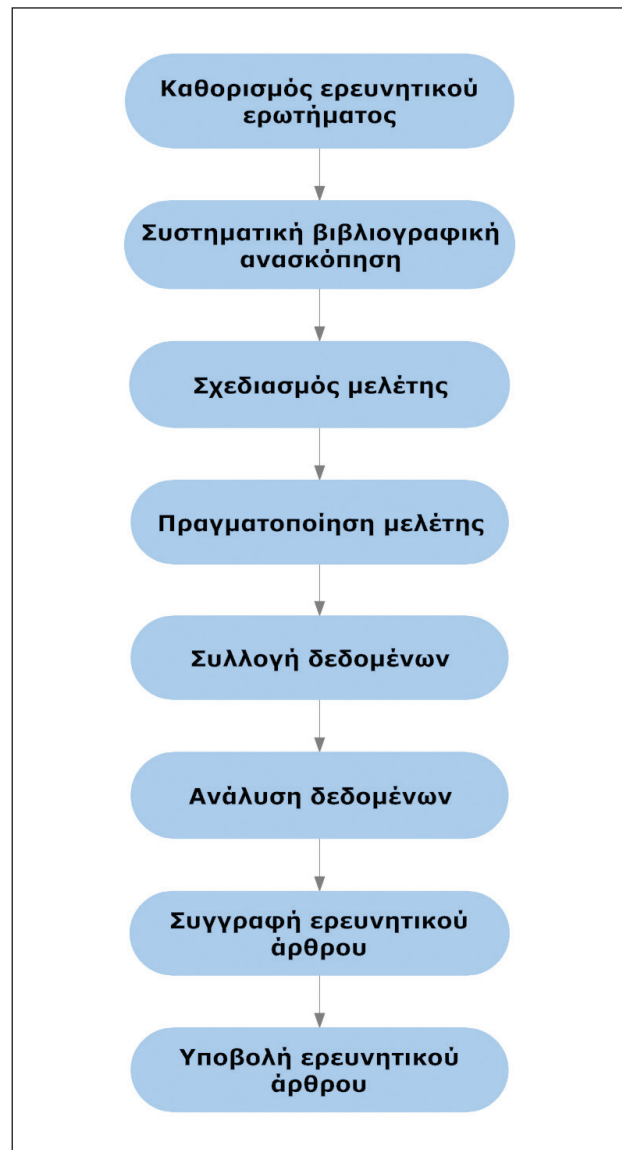 Καθορισμός ερευνητικού
ερωτήματος
Συστηματική βιβλιογραφική
ανασκόπηση
Σχεδιασμός μελέτης
Πραγματοποίηση μελέτης
Συλλογή δεδομένων
Ανάλυση δεδομένων
Συγγραφή ερευνητικού
άρθρου
Υποβολή ερευνητικού
άρθρου